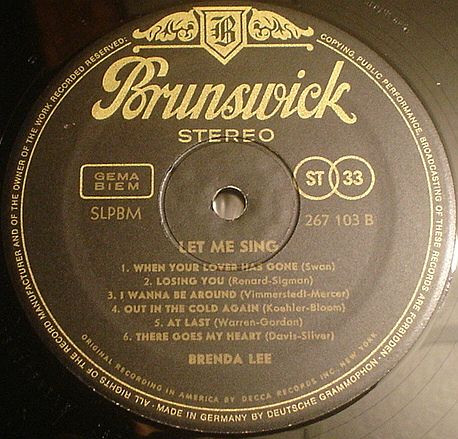 B
Brunswick
STEREO
GEMA
BIEM
SLPBM
ST 33
267 103 B
LET ME SING
1. WHEN YOUR LOVER HAS GONE (Swan)
2. LOSING YOU (Renard-Sigman)
3. I WANNA BE AROUND (Vimmerstedt-Mercer)
4. OUT IN THE COLD AGAIN (Koehler-Bloom)
5. AT LAST (Warren-Gordon)
6. THERE GOES MY HEART (Davis-Silver)
BRENDA LEE
ORIGINAL RECORDING IN AMERICA BY DECCA RECORDS INC. NEW YORK
ALL RIGHTS OF THE RECORD MANUFACTURER AND OF THE OWNER OF THE WORK RECORDED RESERVED. COPYING, PUBLIC PERFORMANCE, BROADCASTING OF THESE RECORDS ARE FORBIDDEN · MADE IN GERMANY BY DEUTSCHE GRAMMOPHON ·